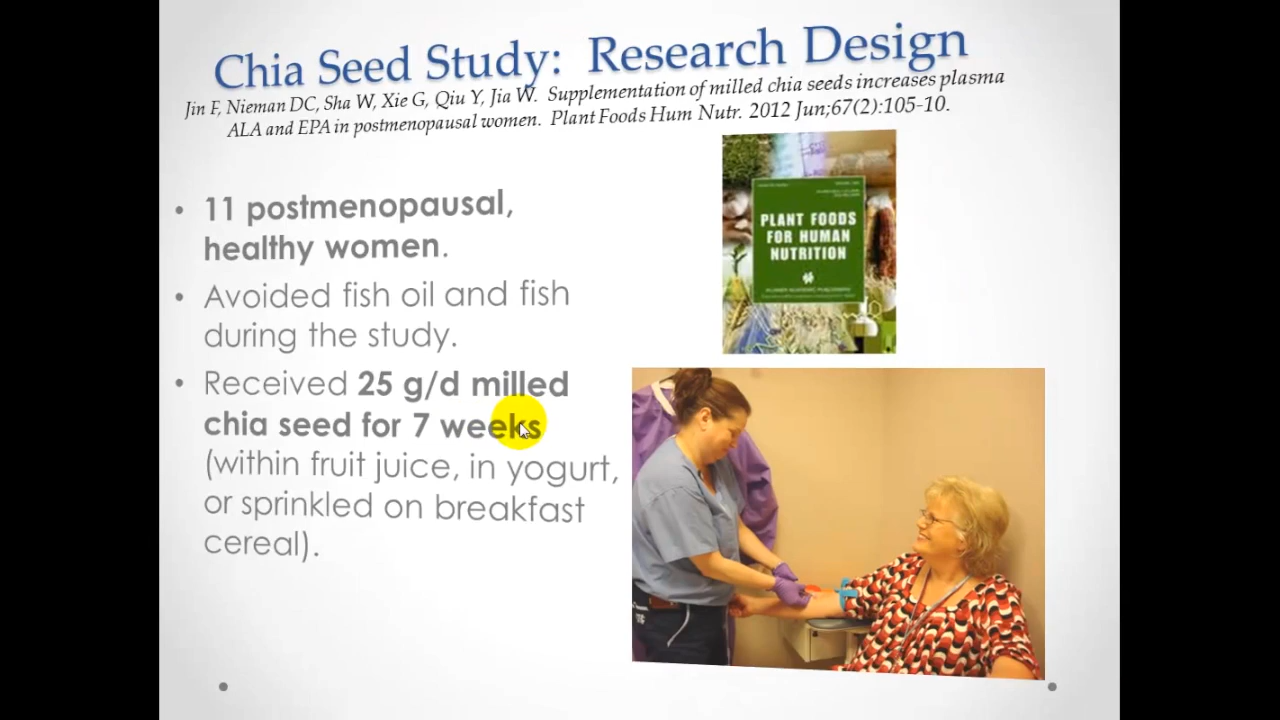 Chia Seed Study: Research Design
Jin F, Nieman DC, Sha W, Xie G, Qiu Y, Jia W. Supplementation of milled chia seeds increases plasma
ALA and EPA in postmenopausal women. Plant Foods Hum Nutr. 2012 Jun;67(2):105-10.
• 11 postmenopausal,
healthy women.
• Avoided fish oil and fish
during the study.
• Received 25 g/d milled
chia seed for 7 weeks
(within fruit juice, in yogurt,
or sprinkled on breakfast
cereal).
PLANT FOODS
FOR HUMAN
NUTRITION